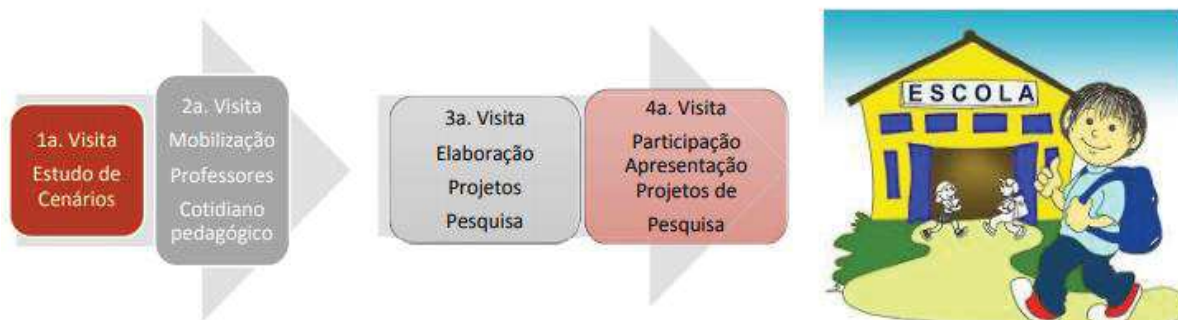 1a. Visita
Estudo de
Cenários
2a. Visita
Mobilização
Professores
Cotidiano
pedagógico
3a. Visita
Elaboração
Projetos
Pesquisa
4a. Visita
Participação
Apresentação
Projetos de
Pesquisa
ESCOLA